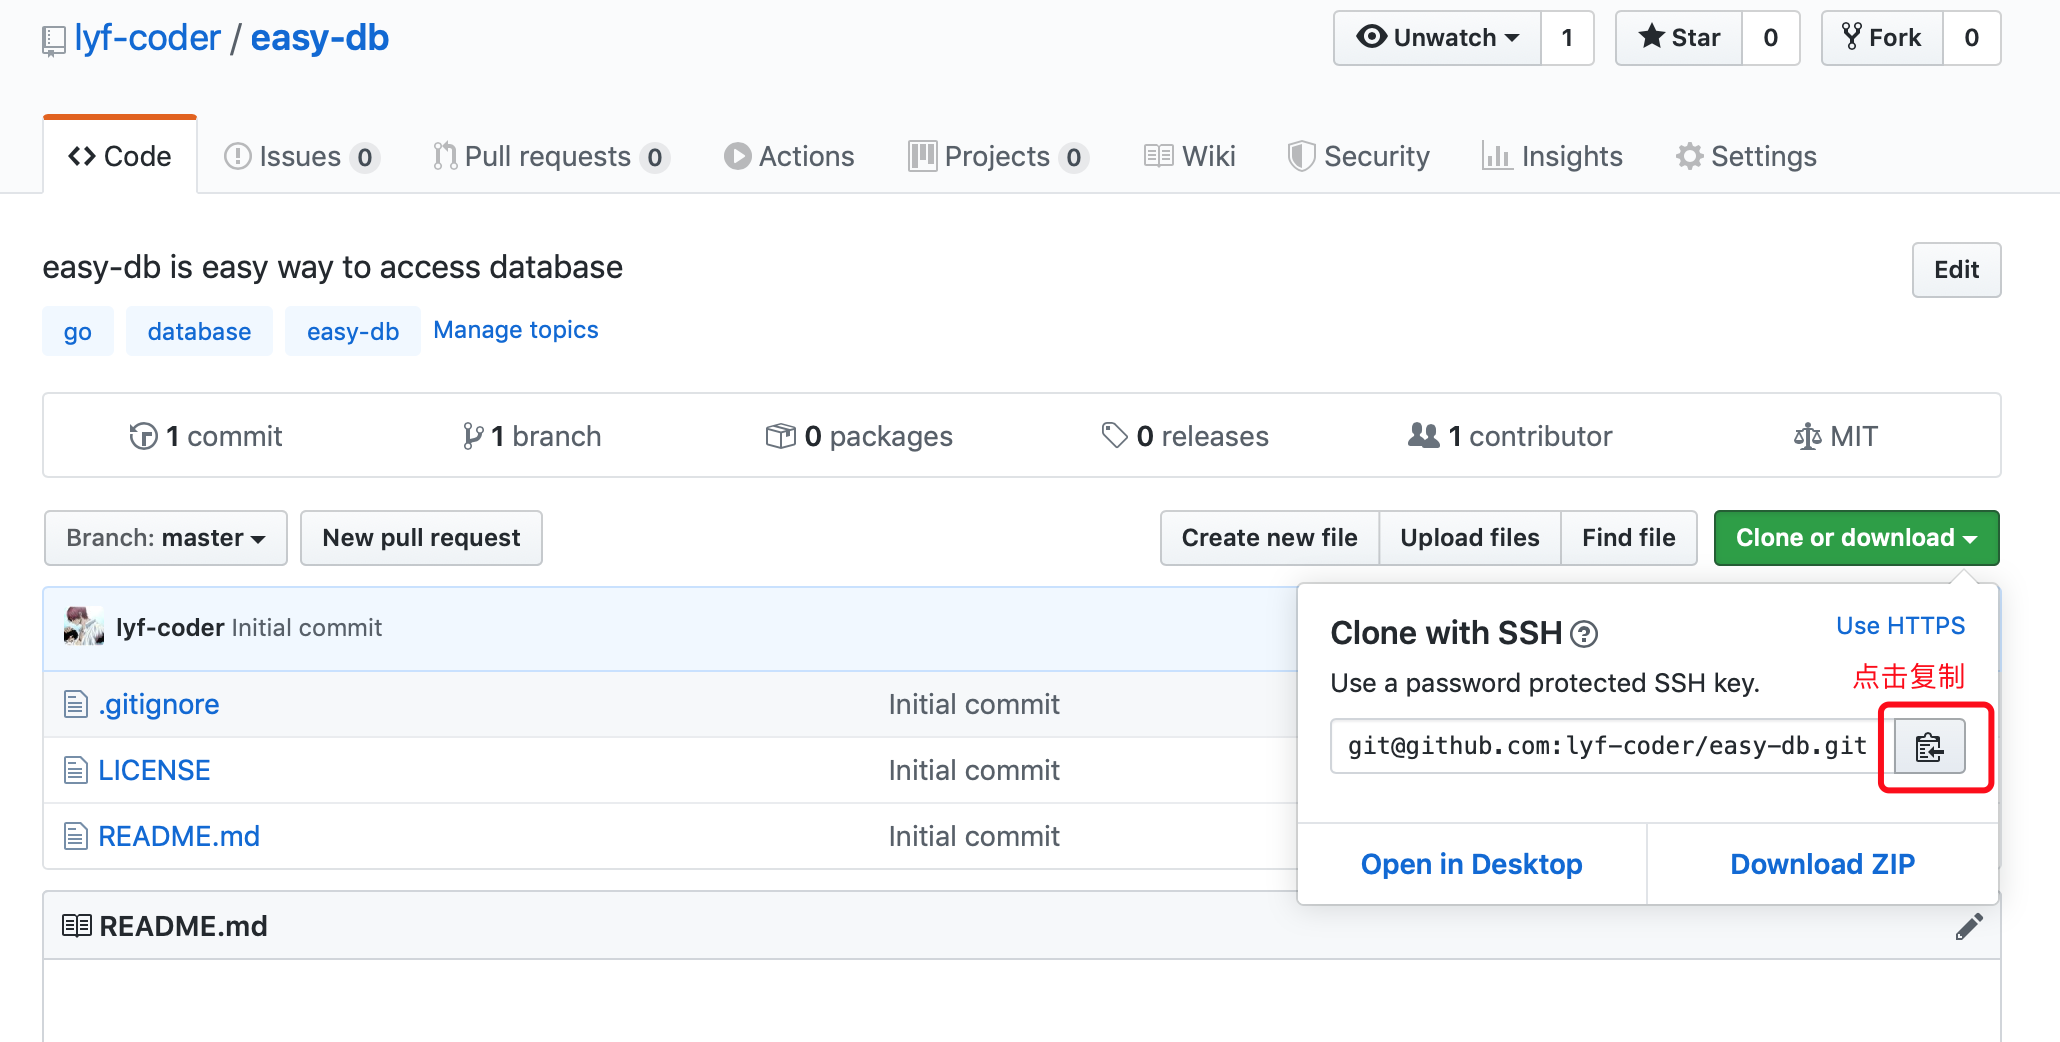 lyf-coder / easy-db
Unwatch 1 Star 0 Fork 0
Code Issues 0 Pull requests 0 Actions Projects 0 Wiki Security Insights Settings
easy-db is easy way to access database
Edit
go database easy-db Manage topics
1 commit 1 branch 0 packages 0 releases 1 contributor MIT
Branch: master New pull request Create new file Upload files Find file Clone or download
lyf-coder Initial commit
.gitignore Initial commit
LICENSE Initial commit
README.md Initial commit
Clone with SSH Use HTTPS
Use a password protected SSH key.
点击复制
git@github.com:lyf-coder/easy-db.git
Open in Desktop Download ZIP
README.md